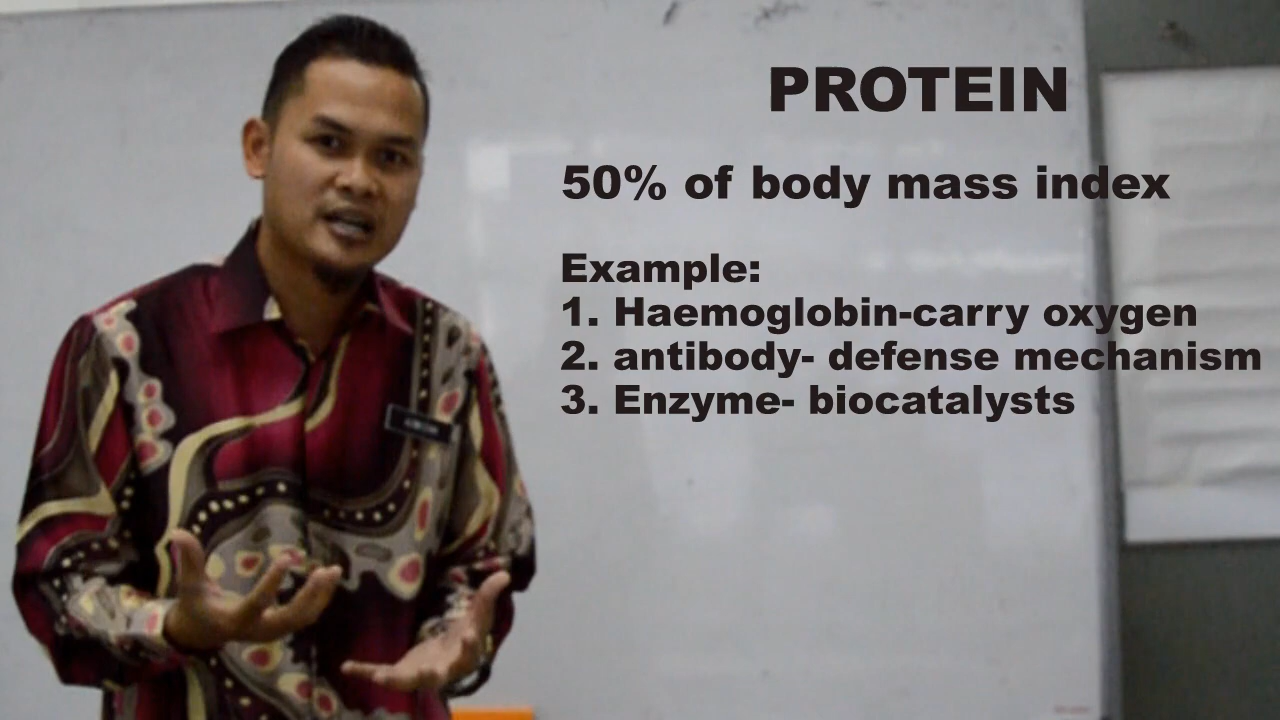 PROTEIN
50% of body mass index
Example:
1. Haemoglobin-carry oxygen
2. antibody- defense mechanism
3. Enzyme- biocatalysts